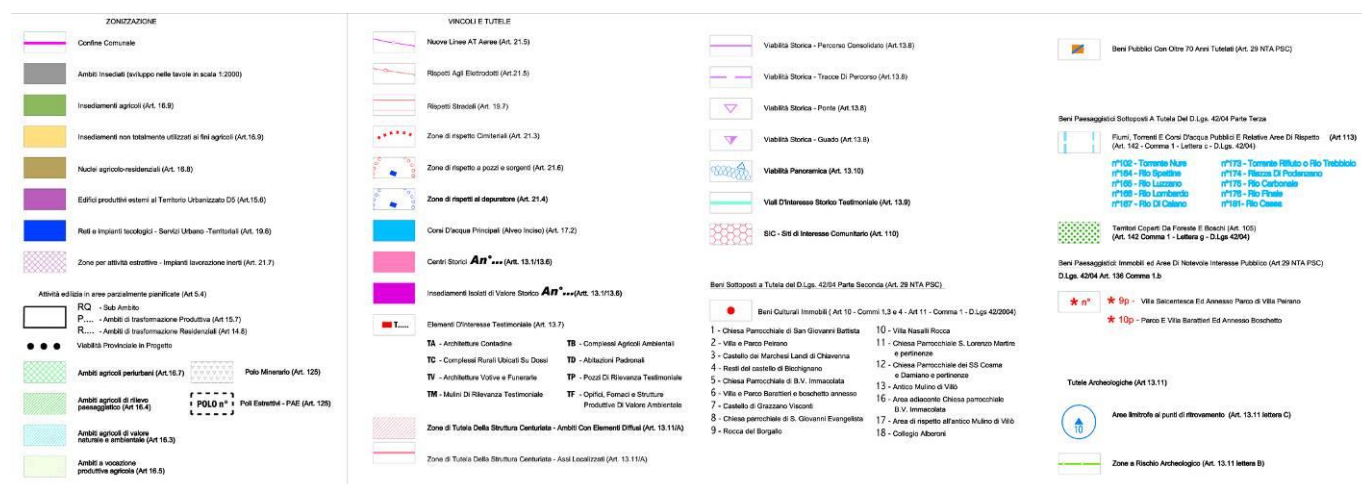 ZONIZZAZIONE
Confine Comunale
Ambiti Insediati (sviluppo nelle tavole in scala 1:2000)
Insediamenti agricoli (Art. 16.9)
Insediamenti non totalmente utilizzati ai fini agricoli (Art.16.9)
Nuclei agricolo-residenziali (Art. 16.8)
Edifici produttivi esterni al Territorio Urbanizzato D5 (Art.15.6)
Reti e impianti tecologici - Servizi Urbano -Territoriali (Art. 19.6)
Zone per attività estrattive - Impianti lavorazione inerti (Art. 21.7)
Attività edilizia in aree parzialmente pianificate (Art 5.4)
RQ - Sub Ambito
P.... - Ambiti di trasformazione Produttiva (Art 15.7)
R.... - Ambiti di trasformazione Residenziali (Art 14.8)
Viabilità Provinciale in Progetto
Ambiti agricoli periurbani (Art.16.7)
Polo Minerario (Art. 125)
Ambiti agricoli di rilievo
paesaggistico (Art 16.4)
POLO n°
Poli Estrattivi - PAE (Art. 125)
Ambiti agricoli di valore
naturale e ambientale (Art 16.3)
Ambiti a vocazione
produttiva agricola (Art 16.5)
VINCOLI E TUTELE
Nuove Linee AT Aeree (Art. 21.5)
Rispetti Agli Elettrodotti (Art.21.5)
Rispetti Stradali (Art. 19.7)
Zone di rispetto Cimiteriali (Art. 21.3)
Zone di rispetto a pozzi e sorgenti (Art. 21.6)
Zone di rispetti al depuratore (Art. 21.4)
Corsi D'acqua Principali (Alveo Inciso) (Art. 17.2)
Centri Storici An°... (Artt. 13.1/13.6)
Insediamenti Isolati di Valore Storico An°...(Artt. 13.1/13.6)
T.....
Elementi D'Interesse Testimoniale (Art. 13.7)
TA - Architetture Contadine
TB - Complessi Agricoli Ambientali
TC - Complessi Rurali Ubicati Su Dossi
TD - Abitazioni Padronali
TV - Architetture Votive e Funerarie
TP - Pozzi Di Rilevanza Testimoniale
TM - Mulini Di Rilevanza Testimoniale
TF - Opifici, Fornaci e Strutture
Produttive Di Valore Ambientale
Zone di Tutela Della Struttura Centuriata - Ambiti Con Elementi Diffusi (Art. 13.11/A)
Zone di Tutela Della Struttura Centuriata - Assi Localizzati (Art. 13.11/A)
Viabilità Storica - Percorso Consolidato (Art.13.8)
Viabilità Storica - Tracce Di Percorso (Art.13.8)
Viabilità Storica - Ponte (Art.13.8)
Viabilità Storica - Guado (Art.13.8)
Viabilità Panoramica (Art. 13.10)
Viali D'Interesse Storico Testimoniale (Art. 13.9)
SIC - Siti di Interesse Comunitario (Art. 110)
Beni Sottoposti a Tutela del D.Lgs. 42/04 Parte Seconda (Art. 29 NTA PSC)
Beni Culturali Immobili ( Art 10 - Commi 1,3 e 4 - Art 11 - Comma 1 - D.Lgs 42/2004)
1 - Chiesa Parrocchiale di San Giovanni Battista
2 - Villa e Parco Peirano
3 - Castello dei Marchesi Landi di Chiavenna
4 - Resti del castello di Bicchignano
5 - Chiesa Parrocchiale di B.V. Immacolata
6 - Villa e Parco Barattieri e boschetto annesso
7 - Castello di Grazzano Visconti
8 - Chiesa parrocchiale di S. Giovanni Evangelista
9 - Rocca del Borgallo
10 - Villa Nasalli Rocca
11 - Chiesa Parrocchiale S. Lorenzo Martire
e pertinenze
12 - Chiesa Parrocchiale dei SS Cosma
e Damiano e pertinenze
13 - Antico Mulino di Villò
16 - Area adiacente Chiesa parrocchiale
B.V. Immacolata
17 - Area di rispetto all'antico Mulino di Villò
18 - Collegio Alberoni
Beni Pubblici Con Oltre 70 Anni Tutelati (Art. 29 NTA PSC)
Beni Paesaggistici Sottoposti A Tutela Del D.Lgs. 42/04 Parte Terza
Fiumi, Torrenti E Corsi D'acqua Pubblici E Relative Aree Di Rispetto (Art 113)
(Art. 142 - Comma 1 - Lettera c - D.Lgs. 42/04)
n°102 - Torrente Nure
n°164 - Rio Spettine
n°165 - Rio Luzzano
n°166 - Rio Lombardo
n°167 - Rio Di Calano
n°173 - Torrente Rifiuto o Rio Trebbiolo
n°174 - Riazza Di Podenzano
n°175 - Rio Carbonale
n°176 - Rio Finale
n°181- Rio Cassa
Territori Coperti Da Foreste E Boschi (Art. 105)
(Art. 142 Comma 1 - Lettera g - D.Lgs 42/04)
Beni Paesaggistici: Immobili ed Aree Di Notevole Interesse Pubblico (Art 29 NTA PSC)
D.Lgs. 42/04 Art. 136 Comma 1.b
* n°
* 9p - Villa Salcentesca Ed Annesso Parco di Villa Peirano
* 10p - Parco E Villa Barattieri Ed Annesso Boschetto
Tutele Archeologiche (Art 13.11)
10
Aree limitrofe ai punti di ritrovamento (Art. 13.11 lettera C)
Zone a Rischio Archeologico (Art. 13.11 lettera B)